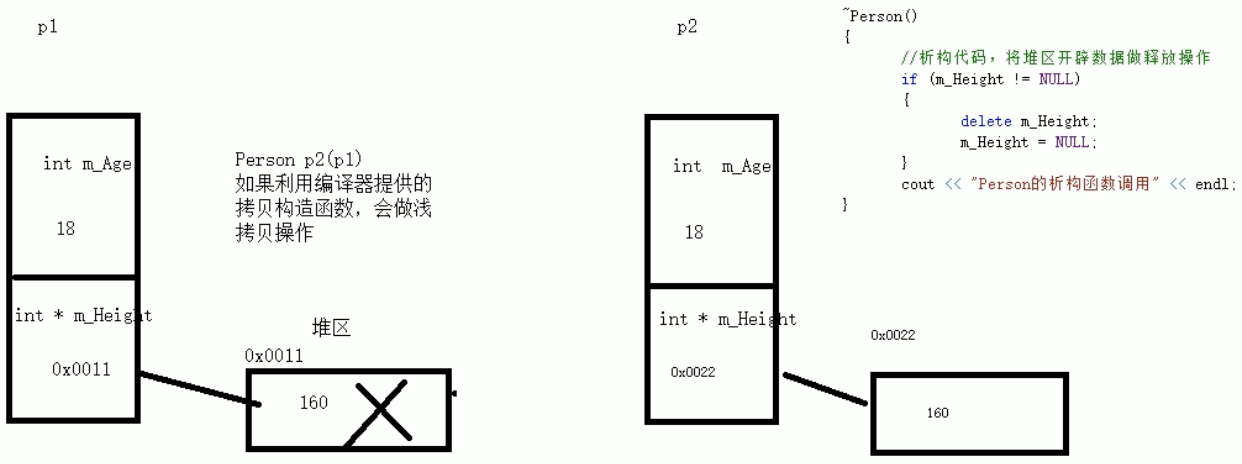 p1
int m_Age
18
int * m_Height
0x0011
Person p2(p1)
如果利用编译器提供的
拷贝构造函数，会做浅
拷贝操作
堆区
0x0011
160
p2
int  m_Age
18
int * m_Height
0x0022
0x0022
160
~Person()
{
//析构代码，将堆区开辟数据做释放操作
if (m_Height != NULL)
{
delete m_Height;
m_Height = NULL;
}
cout << "Person的析构函数调用" << endl;
}